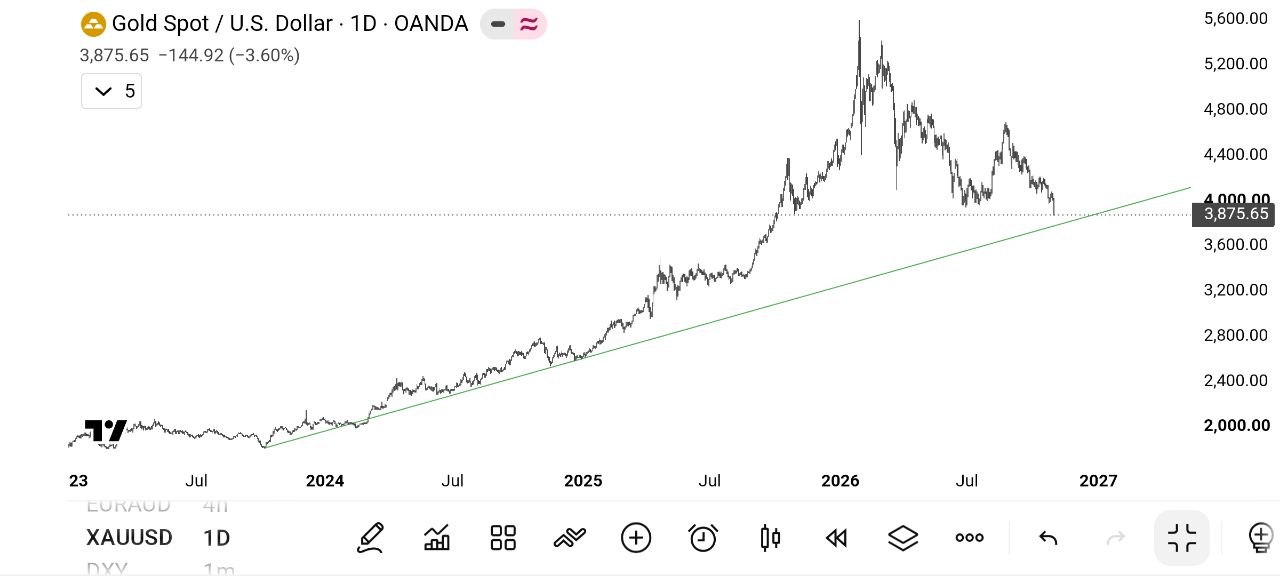 Gold Spot / U.S. Dollar · 1D · OANDA
3,875.65 −144.92 (−3.60%)
5
5,600.00
5,200.00
4,800.00
4,400.00
4,000.00
3,875.65
3,600.00
3,200.00
2,800.00
2,400.00
2,000.00
23 Jul 2024 Jul 2025 Jul 2026 Jul 2027
EURAUD 4h
XAUUSD 1D
DXY 1m